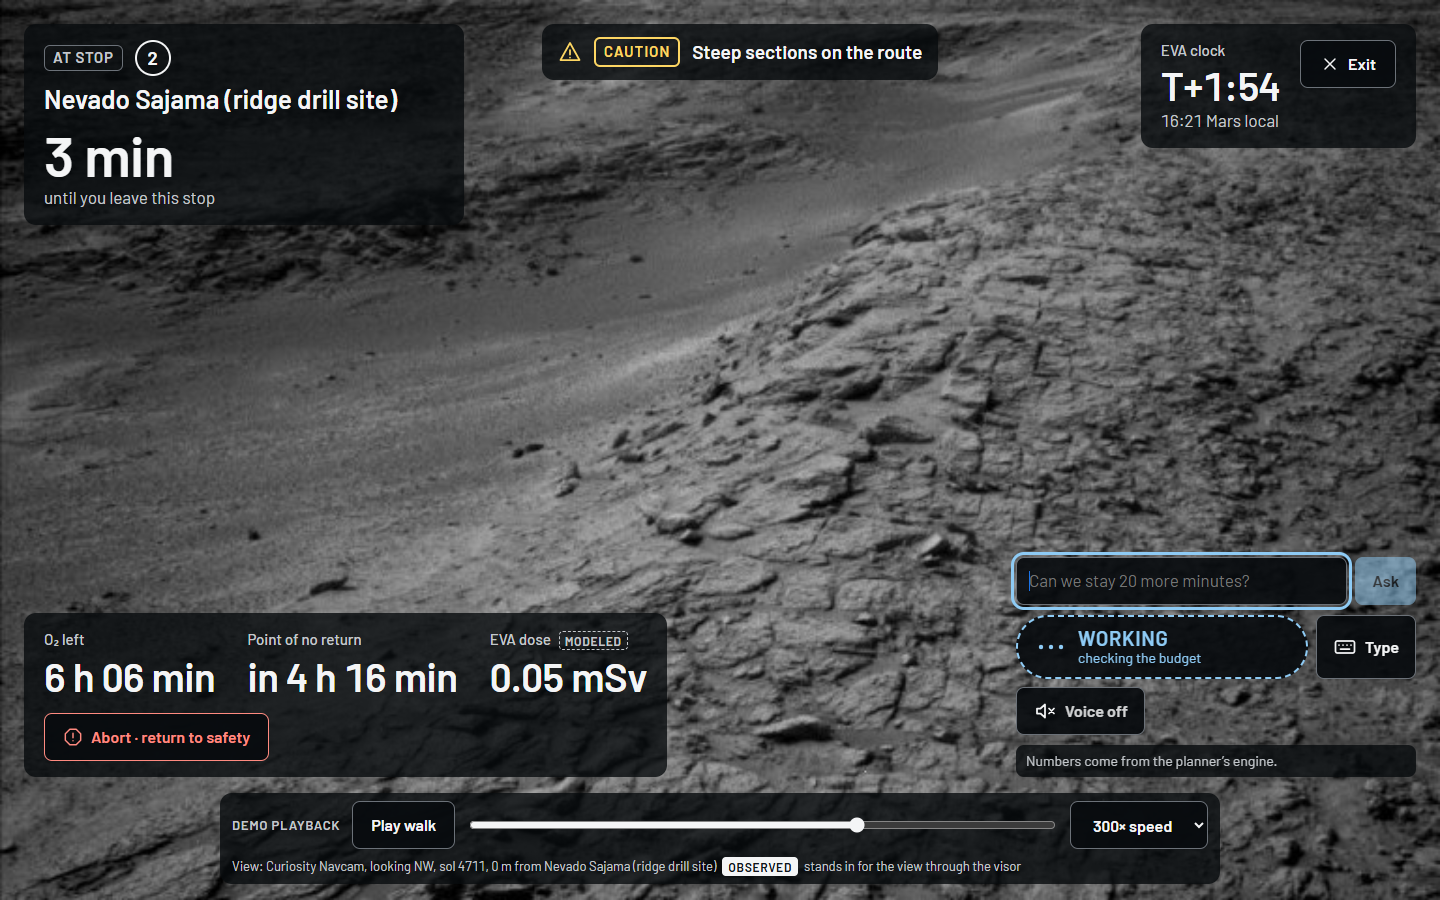 AT STOP 2
Nevado Sajama (ridge drill site)
3 min
until you leave this stop
CAUTION Steep sections on the route
EVA clock
T+1:54
16:21 Mars local
Exit
O₂ left
6 h 06 min
Point of no return
in 4 h 16 min
EVA dose MODELED
0.05 mSv
Abort · return to safety
Can we stay 20 more minutes?
Ask
WORKING
checking the budget
Type
Voice off
Numbers come from the planner's engine.
DEMO PLAYBACK Play walk 300× speed
View: Curiosity Navcam, looking NW, sol 4711, 0 m from Nevado Sajama (ridge drill site) OBSERVED stands in for the view through the visor